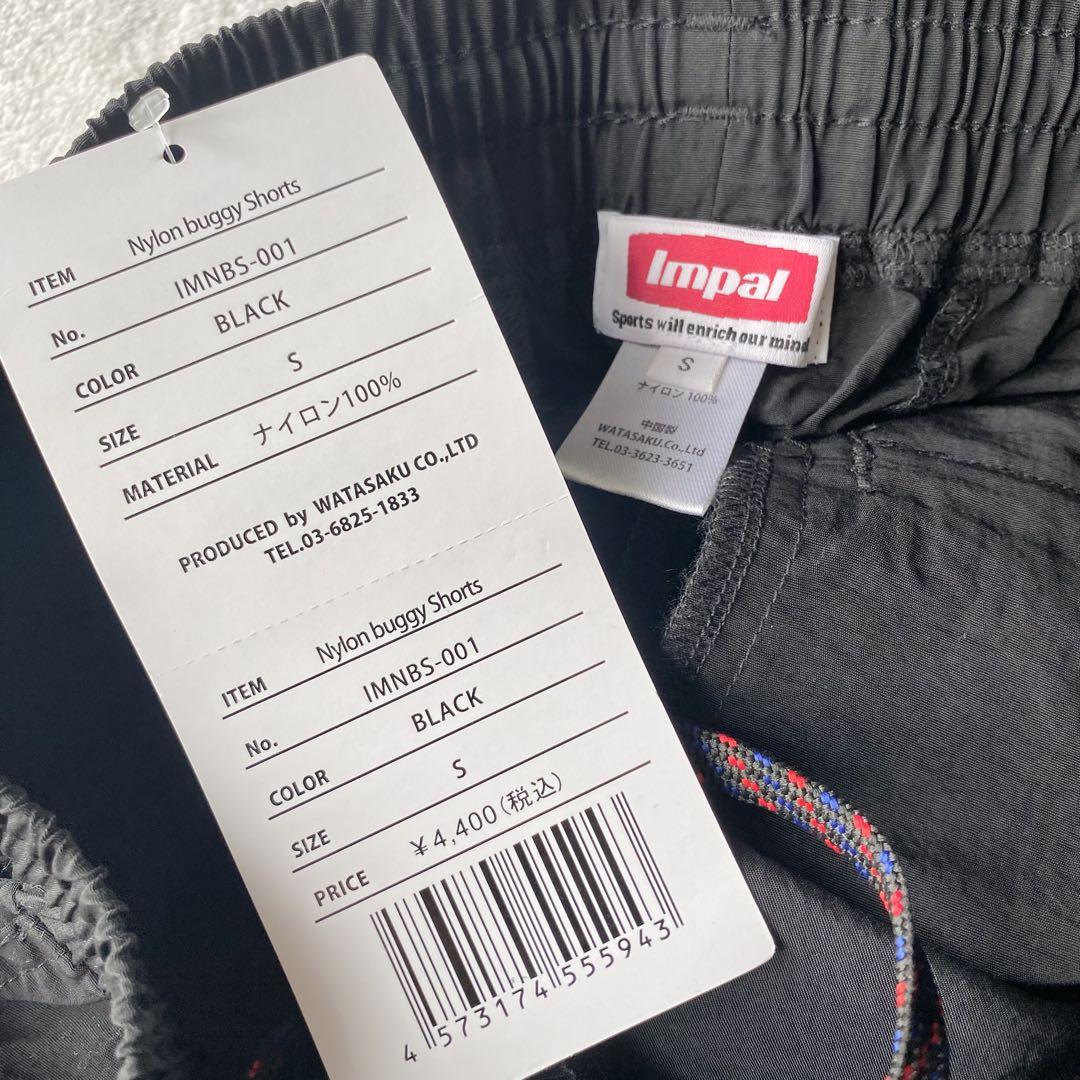 ITEM Nylon buggy Shorts
No. IMNBS-001
COLOR BLACK
SIZE S
MATERIAL ナイロン100%
PRODUCED by WATASAKU CO.,LTD
TEL.03-6825-1833
ITEM Nylon buggy Shorts
No. IMNBS-001
COLOR BLACK
SIZE S
PRICE ¥4,400(税込)
4 573174 555943
Impal
Sports will enrich our mind
S
ナイロン 100%
中国製
WATASAKU.Co.,Ltd
TEL.03-3623-3651